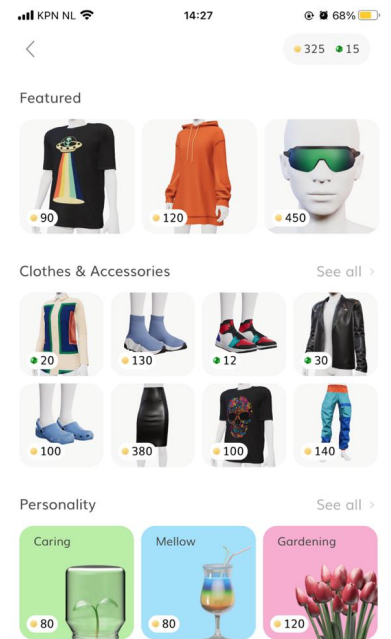 KPN NL 14:27 68%
325 15
Featured
90 120 450
Clothes & Accessories See all >
20 130 12 30
100 380 100 140
Personality See all >
Caring Mellow Gardening
80 80 120